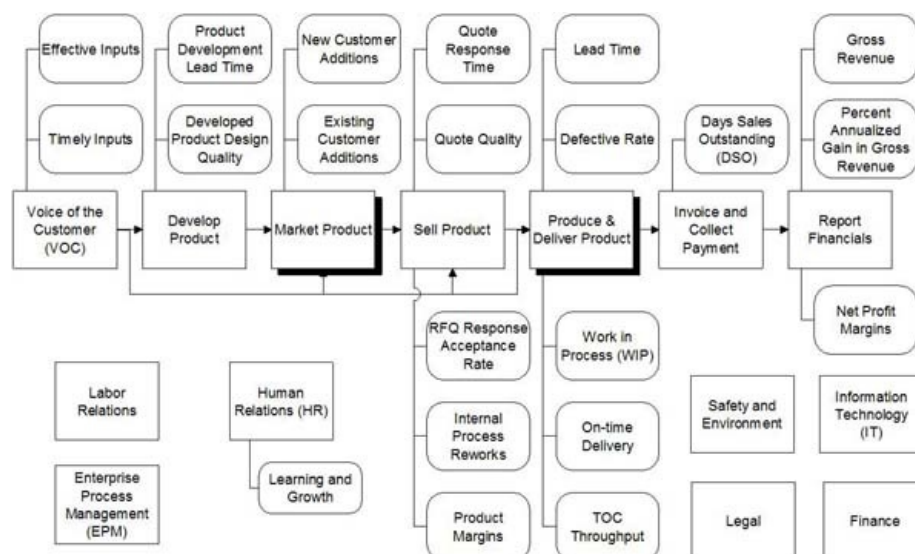 Effective Inputs
Product
Development
Lead Time
New Customer
Additions
Quote
Response
Time
Lead Time
Gross
Revenue
Timely Inputs
Developed
Product Design
Quality
Existing
Customer
Additions
Quote Quality
Defective Rate
Days Sales
Outstanding
(DSO)
Percent
Annualized
Gain in Gross
Revenue
Voice of the
Customer
(VOC)
Develop
Product
Market Product
Sell Product
Produce &
Deliver Product
Invoice and
Collect
Payment
Report
Financials
RFQ Response
Acceptance
Rate
Work in
Process (WIP)
Net Profit
Margins
Labor
Relations
Human
Relations (HR)
Internal
Process
Reworks
On-time
Delivery
Safety and
Environment
Information
Technology
(IT)
Enterprise
Process
Management
(EPM)
Learning and
Growth
Product
Margins
TOC
Throughput
Legal
Finance